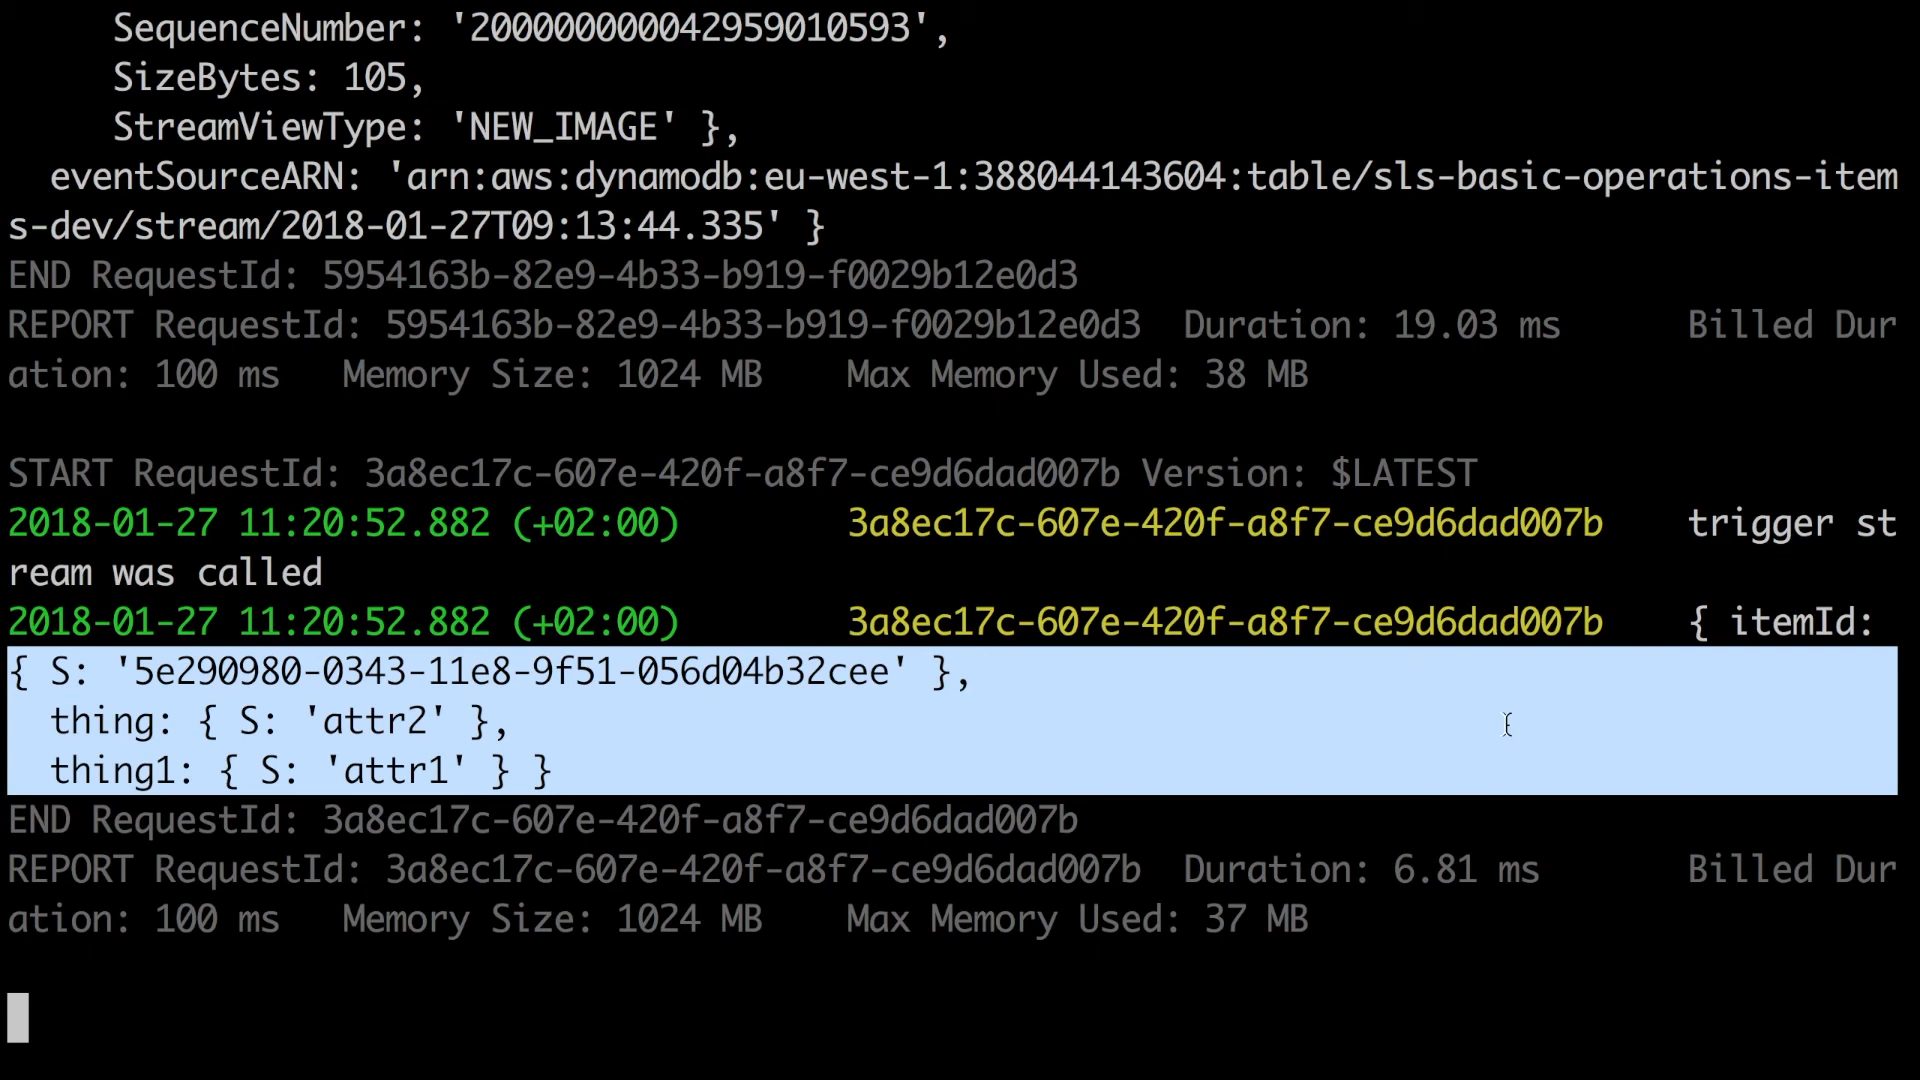 SequenceNumber: '200000000042959010593',
SizeBytes: 105,
StreamViewType: 'NEW_IMAGE' },
eventSourceARN: 'arn:aws:dynamodb:eu-west-1:388044143604:table/sls-basic-operations-item
s-dev/stream/2018-01-27T09:13:44.335' }
END RequestId: 5954163b-82e9-4b33-b919-f0029b12e0d3
REPORT RequestId: 5954163b-82e9-4b33-b919-f0029b12e0d3  Duration: 19.03 ms      Billed Dur
ation: 100 ms   Memory Size: 1024 MB    Max Memory Used: 38 MB
START RequestId: 3a8ec17c-607e-420f-a8f7-ce9d6dad007b Version: $LATEST
2018-01-27 11:20:52.882 (+02:00)        3a8ec17c-607e-420f-a8f7-ce9d6dad007b    trigger st
ream was called
2018-01-27 11:20:52.882 (+02:00)        3a8ec17c-607e-420f-a8f7-ce9d6dad007b    { itemId:
{ S: '5e290980-0343-11e8-9f51-056d04b32cee' },
thing: { S: 'attr2' },
thing1: { S: 'attr1' } }
END RequestId: 3a8ec17c-607e-420f-a8f7-ce9d6dad007b
REPORT RequestId: 3a8ec17c-607e-420f-a8f7-ce9d6dad007b  Duration: 6.81 ms       Billed Dur
ation: 100 ms   Memory Size: 1024 MB    Max Memory Used: 37 MB